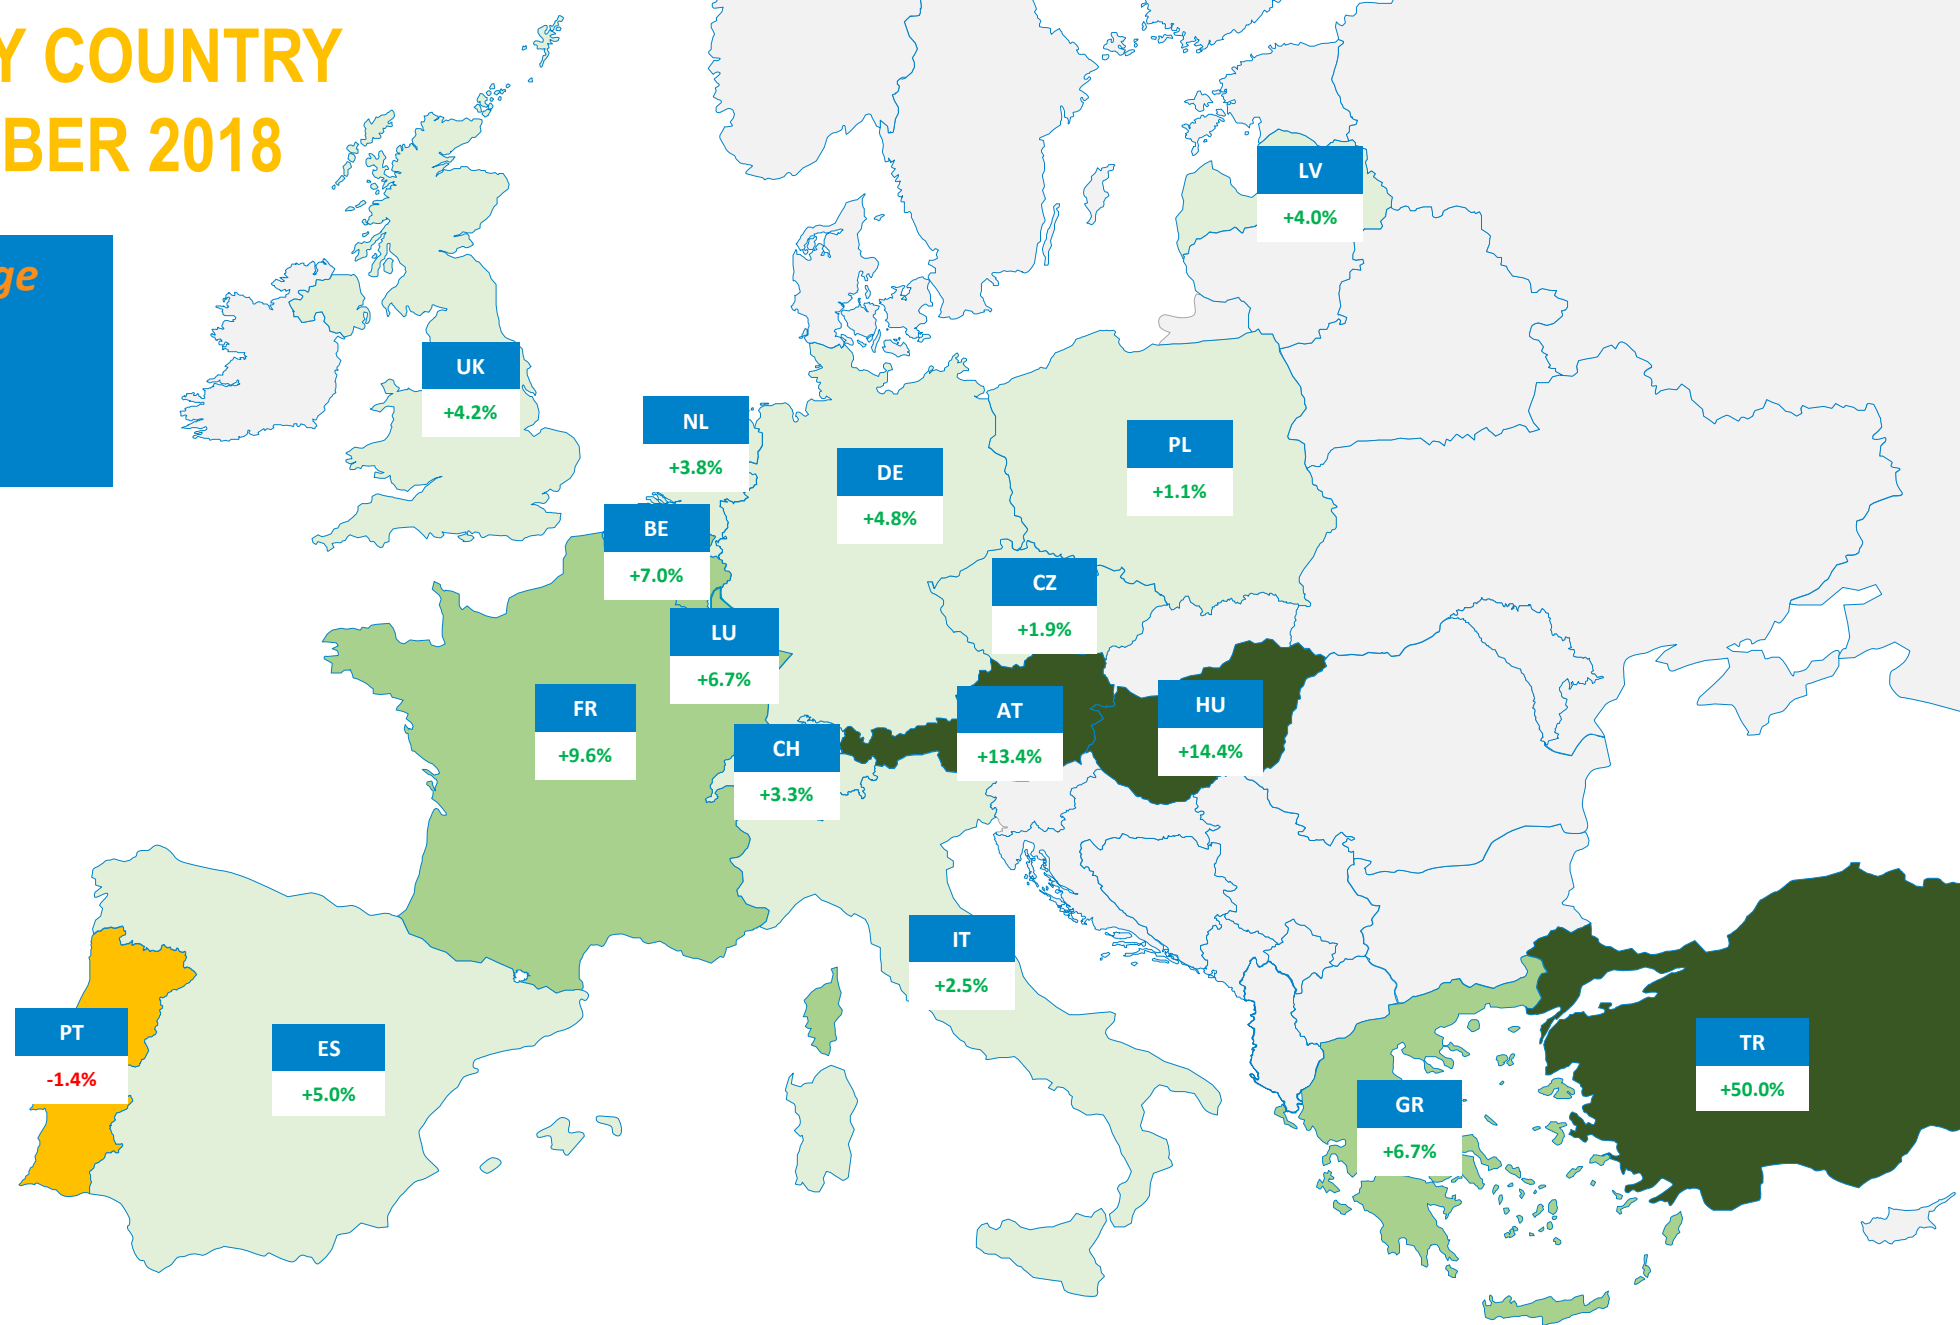 Y COUNTRY
BER 2018
ge
LV
+4.0%
UK
+4.2%
NL
+3.8%
DE
+4.8%
PL
+1.1%
BE
+7.0%
CZ
+1.9%
LU
+6.7%
FR
+9.6%
CH
+3.3%
AT
+13.4%
HU
+14.4%
IT
+2.5%
PT
-1.4%
ES
+5.0%
TR
+50.0%
GR
+6.7%